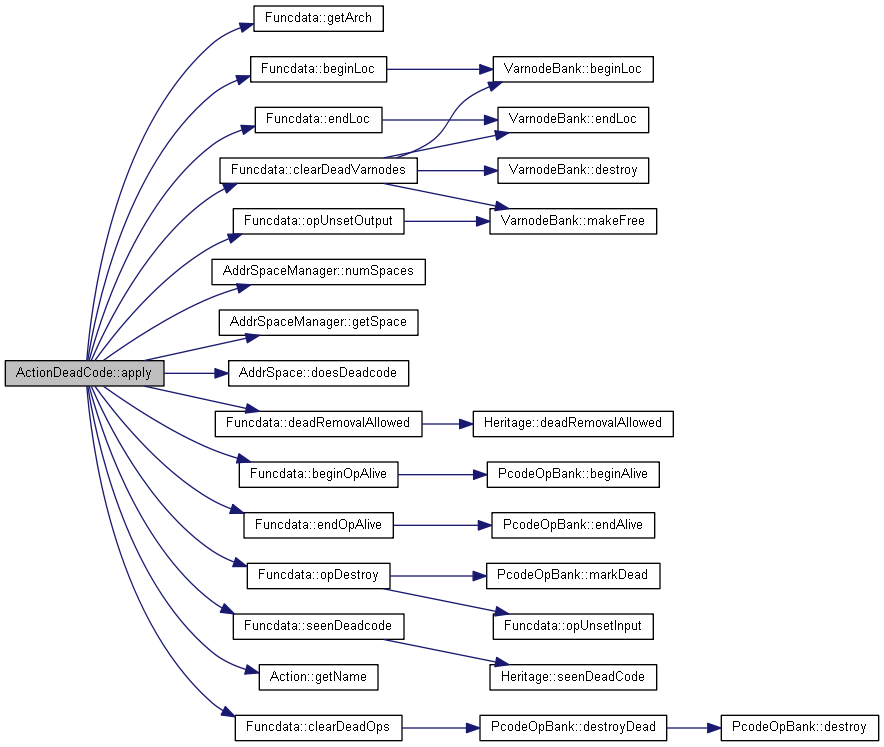 Funcdata::getArch
Funcdata::beginLoc
VarnodeBank::beginLoc
Funcdata::endLoc
VarnodeBank::endLoc
Funcdata::clearDeadVarnodes
VarnodeBank::destroy
Funcdata::opUnsetOutput
VarnodeBank::makeFree
AddrSpaceManager::numSpaces
AddrSpaceManager::getSpace
ActionDeadCode::apply
AddrSpace::doesDeadcode
Funcdata::deadRemovalAllowed
Heritage::deadRemovalAllowed
Funcdata::beginOpAlive
PcodeOpBank::beginAlive
Funcdata::endOpAlive
PcodeOpBank::endAlive
Funcdata::opDestroy
PcodeOpBank::markDead
Funcdata::seenDeadcode
Funcdata::opUnsetInput
Action::getName
Heritage::seenDeadCode
Funcdata::clearDeadOps
PcodeOpBank::destroyDead
PcodeOpBank::destroy